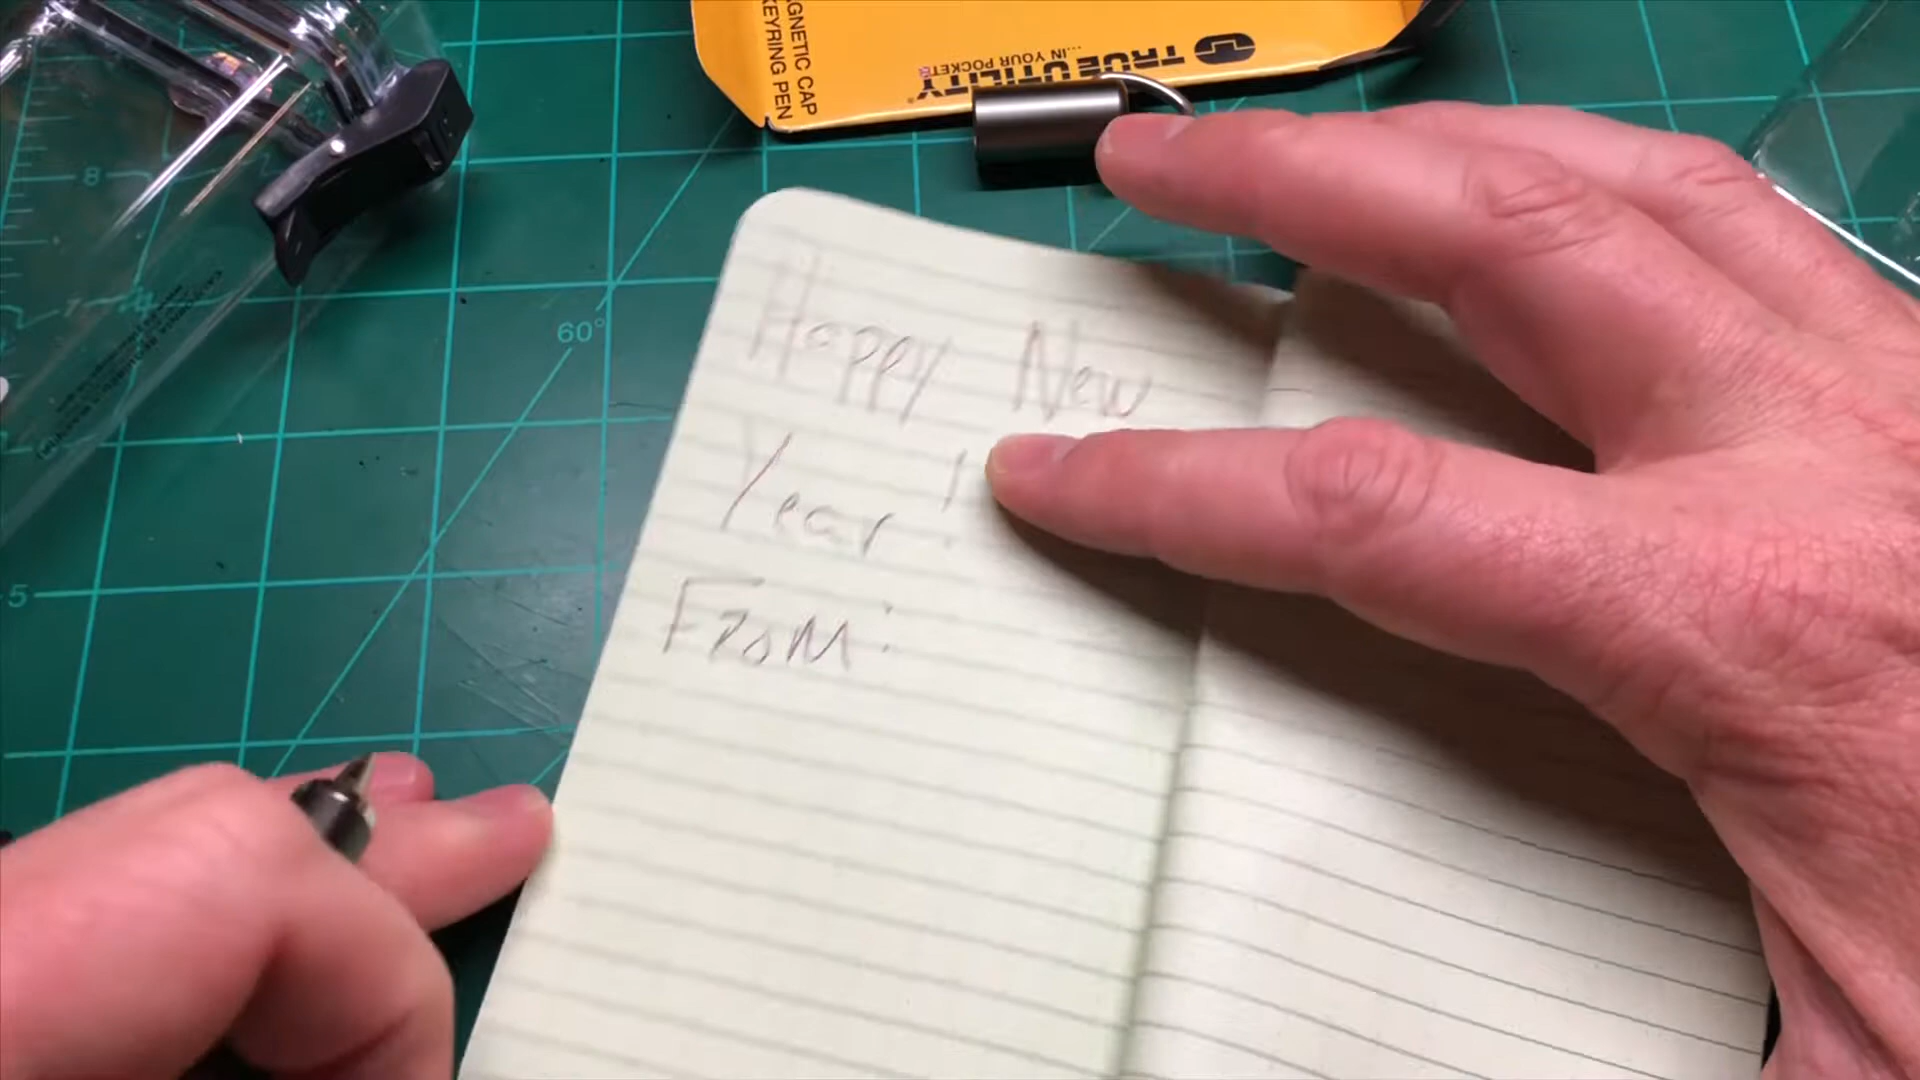 MAGNETIC CAP
KEYRING PEN
TRUE UTILITY®
...IN YOUR POCKET
8
7
60°
5
Happy New
Year!
From: